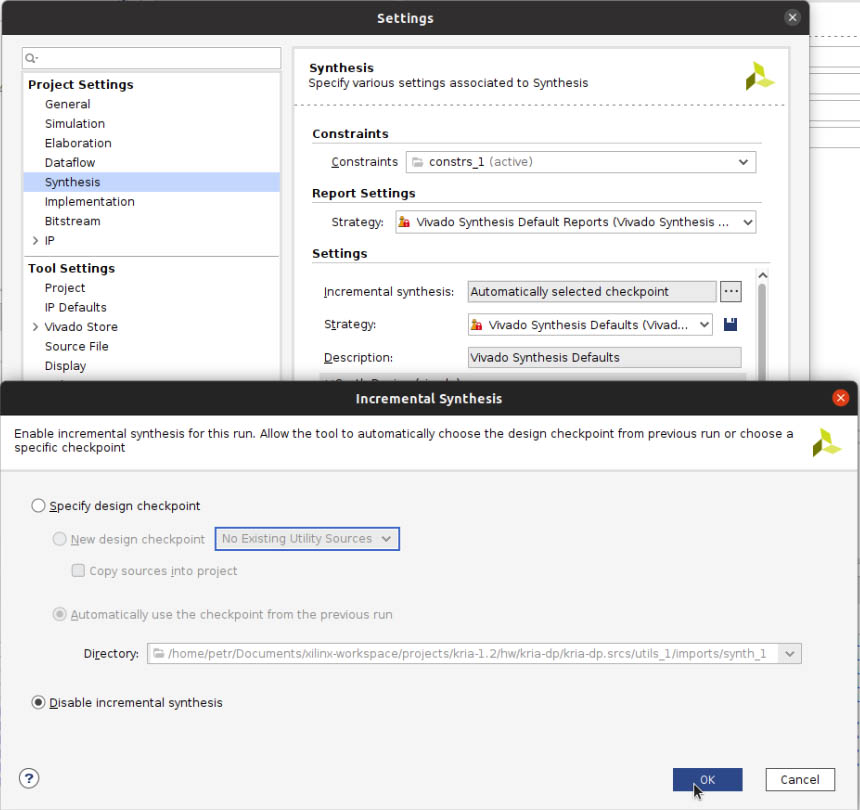 Settings
Project Settings
General
Simulation
Elaboration
Dataflow
Synthesis
Implementation
Bitstream
IP
Tool Settings
Project
IP Defaults
Vivado Store
Source File
Display
Synthesis
Specify various settings associated to Synthesis
Constraints
Constraints constrs_1 (active)
Report Settings
Strategy: Vivado Synthesis Default Reports (Vivado Synthesis ...
Settings
Incremental synthesis: Automatically selected checkpoint ...
Strategy: Vivado Synthesis Defaults (Vivad...
Description: Vivado Synthesis Defaults
Incremental Synthesis
Enable incremental synthesis for this run. Allow the tool to automatically choose the design checkpoint from previous run or choose a
specific checkpoint
Specify design checkpoint
New design checkpoint No Existing Utility Sources
Copy sources into project
Automatically use the checkpoint from the previous run
Directory: /home/petr/Documents/xilinx-workspace/projects/kria-1.2/hw/kria-dp/kria-dp.srcs/utils_1/imports/synth_1
Disable incremental synthesis
? OK Cancel